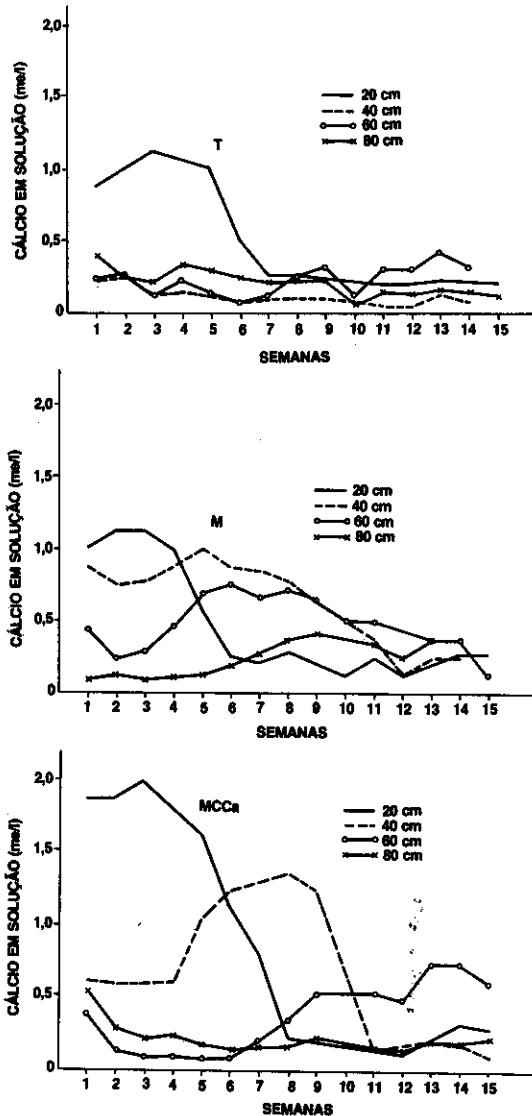 CÁLCIO EM SOLUÇÃO (me/l)
2,0
1,5
1,0
0,5
0
T
20 cm
40 cm
60 cm
80 cm
1 2 3 4 5 6 7 8 9 10 11 12 13 14 15
SEMANAS
CÁLCIO EM SOLUÇÃO (me/l)
2,0
1,5
1,0
0,5
0
M
20 cm
40 cm
60 cm
80 cm
1 2 3 4 5 6 7 8 9 10 11 12 13 14 15
SEMANAS
CÁLCIO EM SOLUÇÃO (me/l)
2,0
1,5
1,0
0,5
0
MCCa
20 cm
40 cm
60 cm
80 cm
1 2 3 4 5 6 7 8 9 10 11 12 13 14 15
SEMANAS